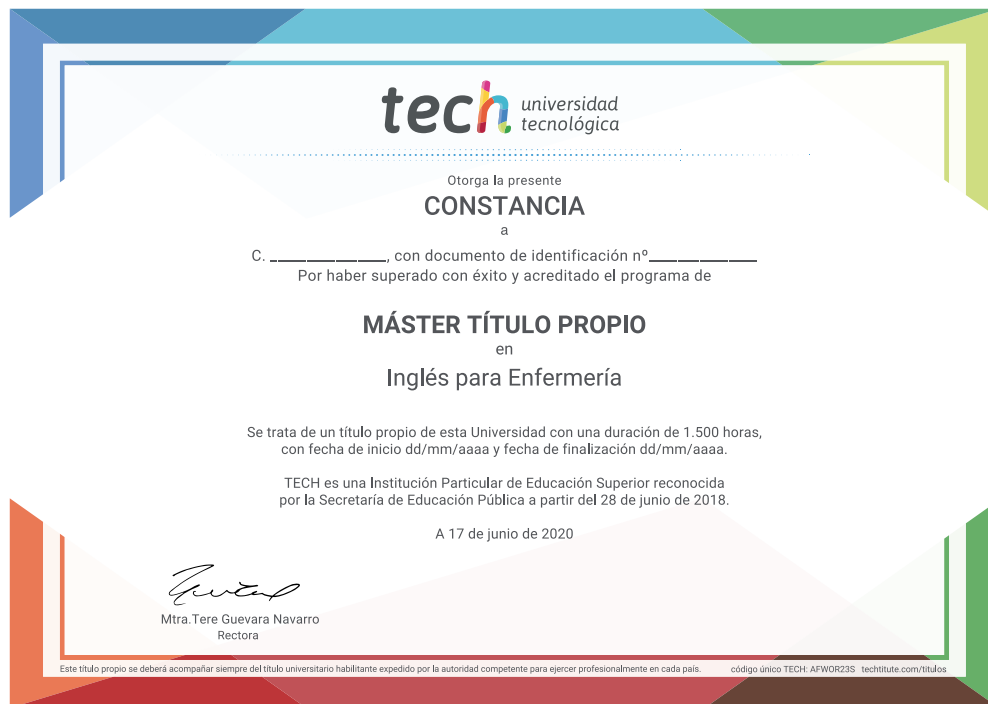 tech universidad
tecnológica
Otorga la presente
CONSTANCIA
a
C. ______________, con documento de identificación nº_____________
Por haber superado con éxito y acreditado el programa de
MÁSTER TÍTULO PROPIO
en
Inglés para Enfermería
Se trata de un título propio de esta Universidad con una duración de 1.500 horas,
con fecha de inicio dd/mm/aaaa y fecha de finalización dd/mm/aaaa.
TECH es una Institución Particular de Educación Superior reconocida
por la Secretaría de Educación Pública a partir del 28 de junio de 2018.
A 17 de junio de 2020
Mtra.Tere Guevara Navarro
Rectora
Este título propio se deberá acompañar siempre del título universitario habilitante expedido por la autoridad competente para ejercer profesionalmente en cada país. código único TECH: AFWOR23S techtitute.com/titulos